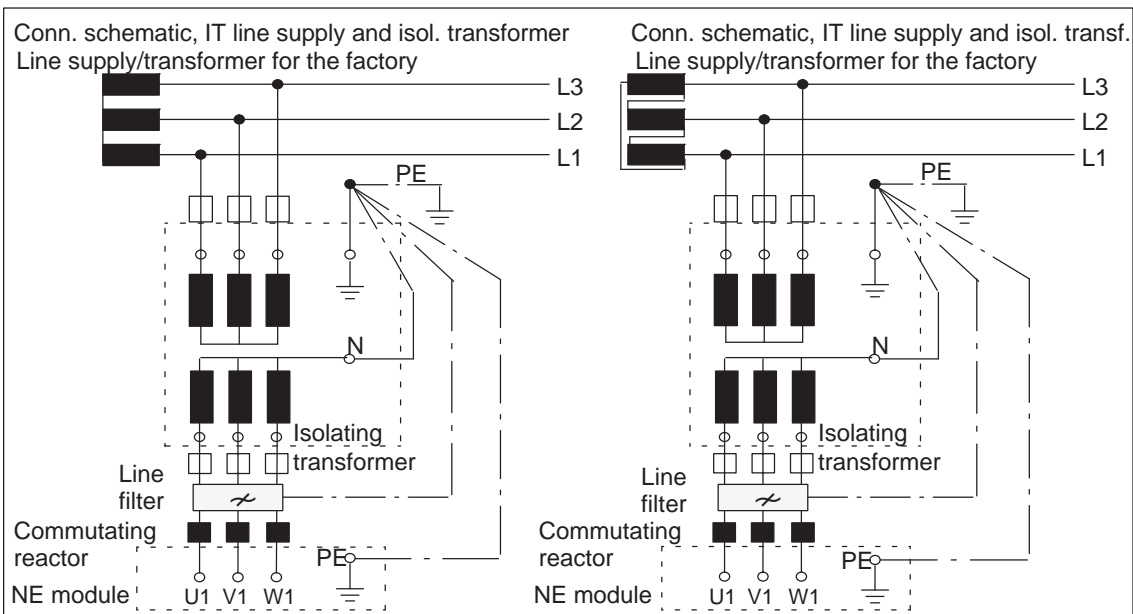 Conn. schematic, IT line supply and isol. transformer
Line supply/transformer for the factory
L3
L2
L1
PE
N
Isolating
transformer
Line
filter
Commutating
reactor
PE
NE module
U1 V1 W1
Conn. schematic, IT line supply and isol. transf.
Line supply/transformer for the factory
L3
L2
L1
PE
N
Isolating
transformer
Line
filter
Commutating
reactor
PE
NE module
U1 V1 W1